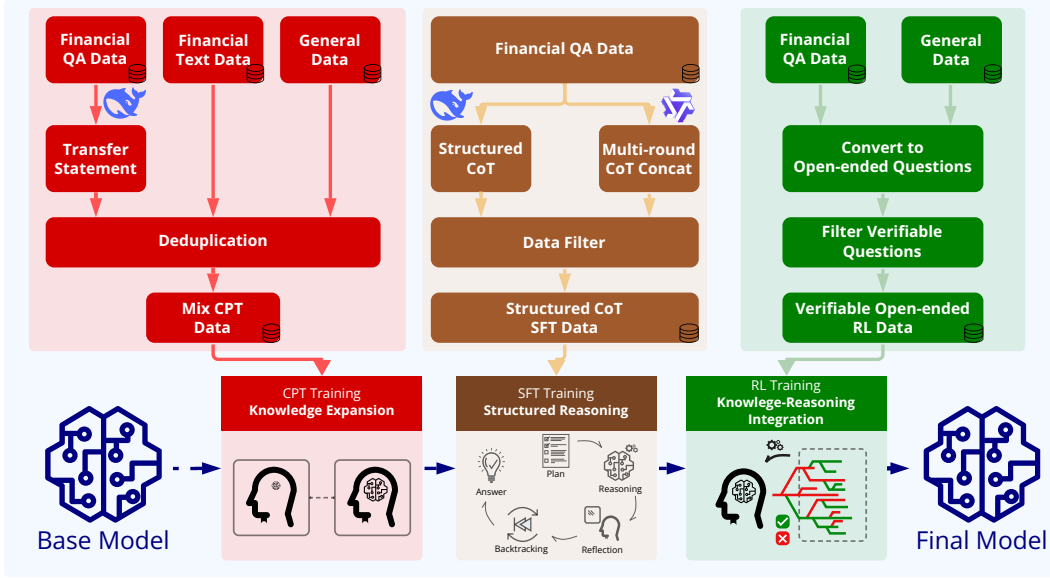 Financial
QA Data
Financial
Text Data
General
Data
Transfer
Statement
Deduplication
Mix CPT
Data
Financial QA Data
Structured
CoT
Multi-round
CoT Concat
Data Filter
Structured CoT
SFT Data
Financial
QA Data
General
Data
Convert to
Open-ended Questions
Filter Verifiable
Questions
Verifiable Open-ended
RL Data
CPT Training
Knowledge Expansion
SFT Training
Structured Reasoning
RL Training
Knowlege-Reasoning
Integration
Plan
Reasoning
Reflection
Backtracking
Answer
Base Model
Final Model